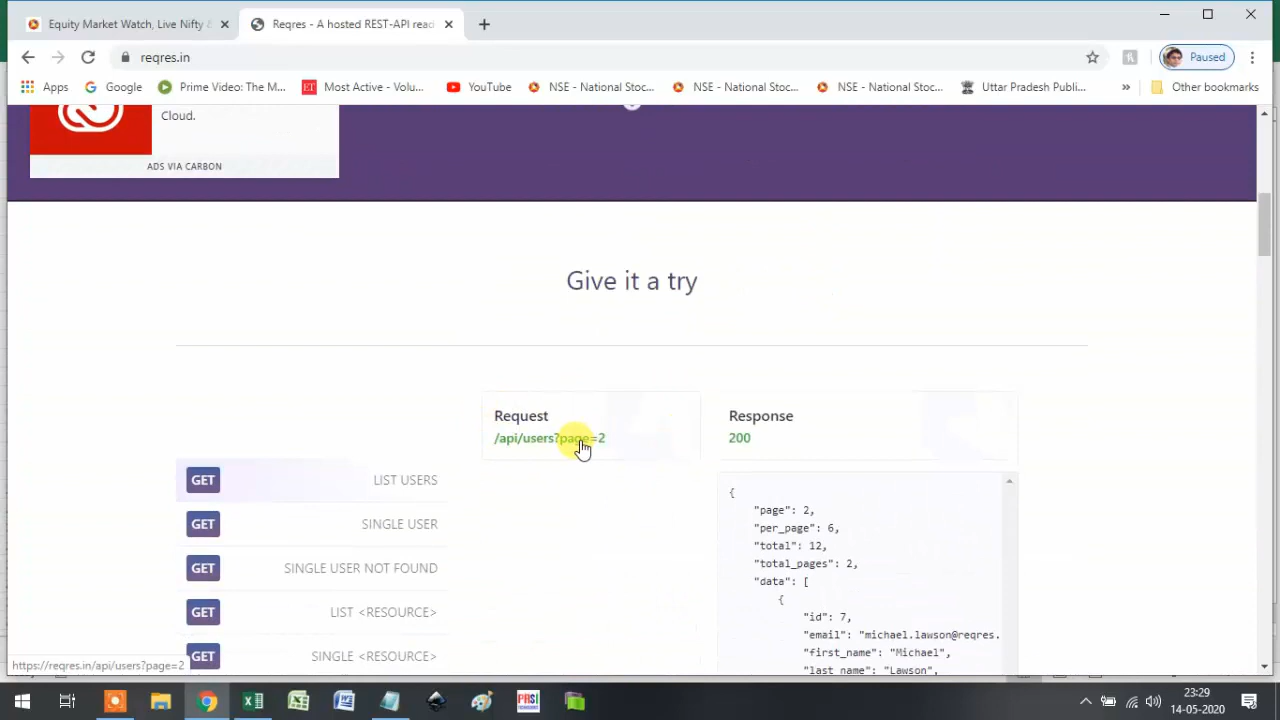 Equity Market Watch, Live Nifty
Reqres - A hosted REST-API reac
reqres.in
Paused
Apps
Google
Prime Video: The M...
ET
Most Active - Volu...
YouTube
NSE - National Stoc...
NSE - National Stoc...
NSE - National Stoc...
Uttar Pradesh Publi...
»
Other bookmarks
Cloud.
ADS VIA CARBON
Give it a try
Request
/api/users?page=2
Response
200
GET LIST USERS
GET SINGLE USER
GET SINGLE USER NOT FOUND
GET LIST <RESOURCE>
GET SINGLE <RESOURCE>
{
"page": 2,
"per_page": 6,
"total": 12,
"total_pages": 2,
"data": [
{
"id": 7,
"email": "michael.lawson@reqres.
"first_name": "Michael",
"last_name": "Lawson",
https://reqres.in/api/users?page=2
23:29
14-05-2020